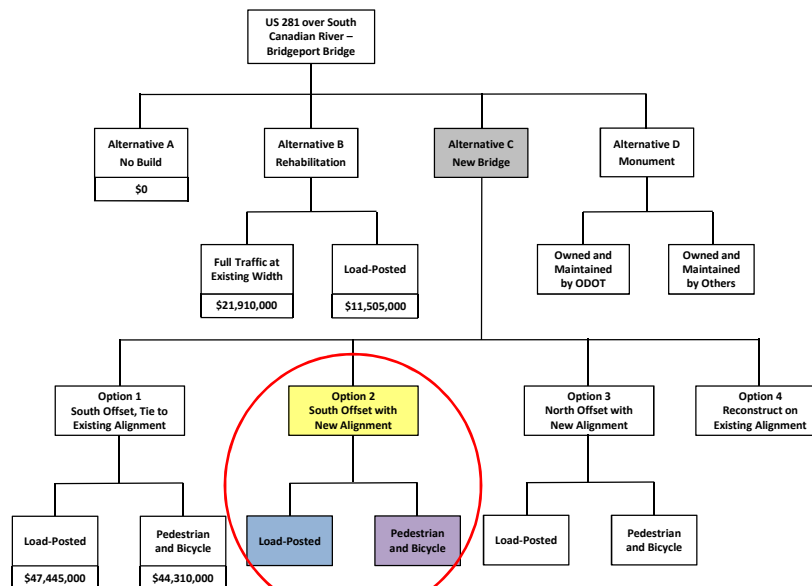 US 281 over South
Canadian River –
Bridgeport Bridge
Alternative A
No Build
$0
Alternative B
Rehabilitation
Alternative C
New Bridge
Alternative D
Monument
Full Traffic at
Existing Width
$21,910,000
Load-Posted
$11,505,000
Owned and
Maintained
by ODOT
Owned and
Maintained
by Others
Option 1
South Offset, Tie to
Existing Alignment
Option 2
South Offset with
New Alignment
Option 3
North Offset with
New Alignment
Option 4
Reconstruct on
Existing Alignment
Load-Posted
$47,445,000
Pedestrian
and Bicycle
$44,310,000
Load-Posted
Pedestrian
and Bicycle
Load-Posted
Pedestrian
and Bicycle